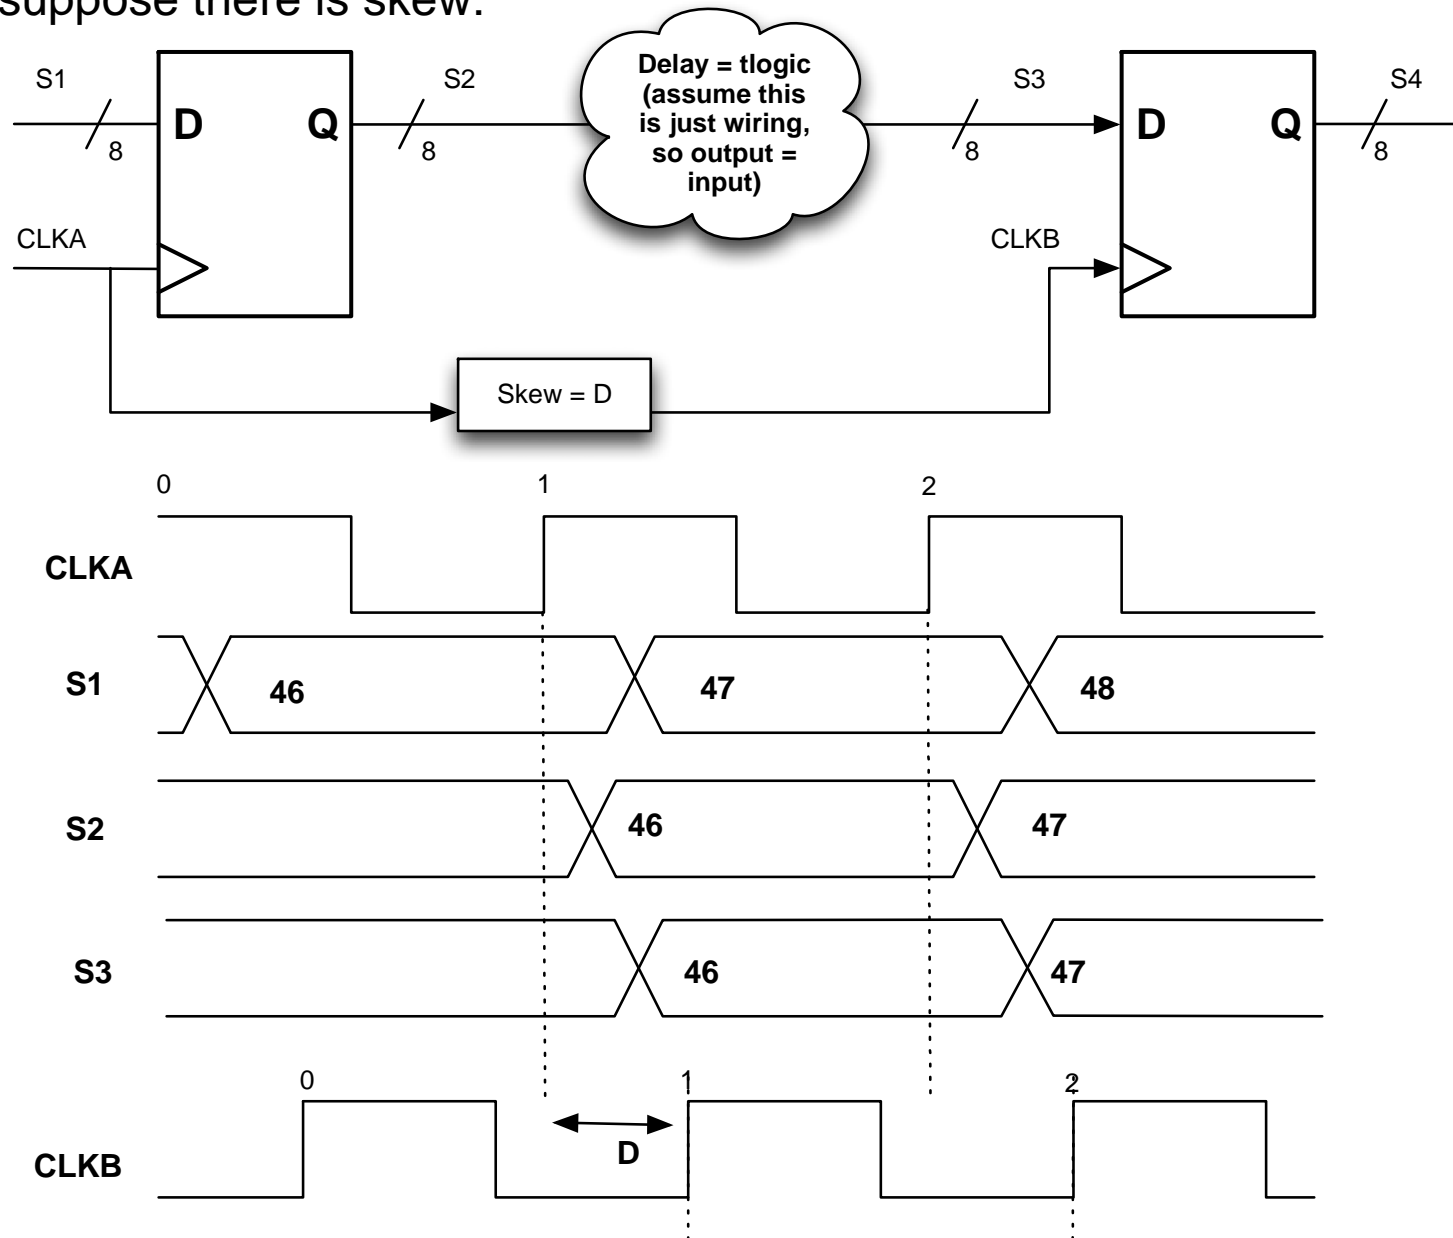 suppose there is skew.
S1
8
D
Q
S2
8
Delay = tlogic
(assume this
is just wiring,
so output =
input)
S3
8
D
Q
S4
8
CLKA
CLKB
Skew = D
0
1
2
CLKA
S1
46
47
48
S2
46
47
S3
46
47
0
1
2
D
CLKB